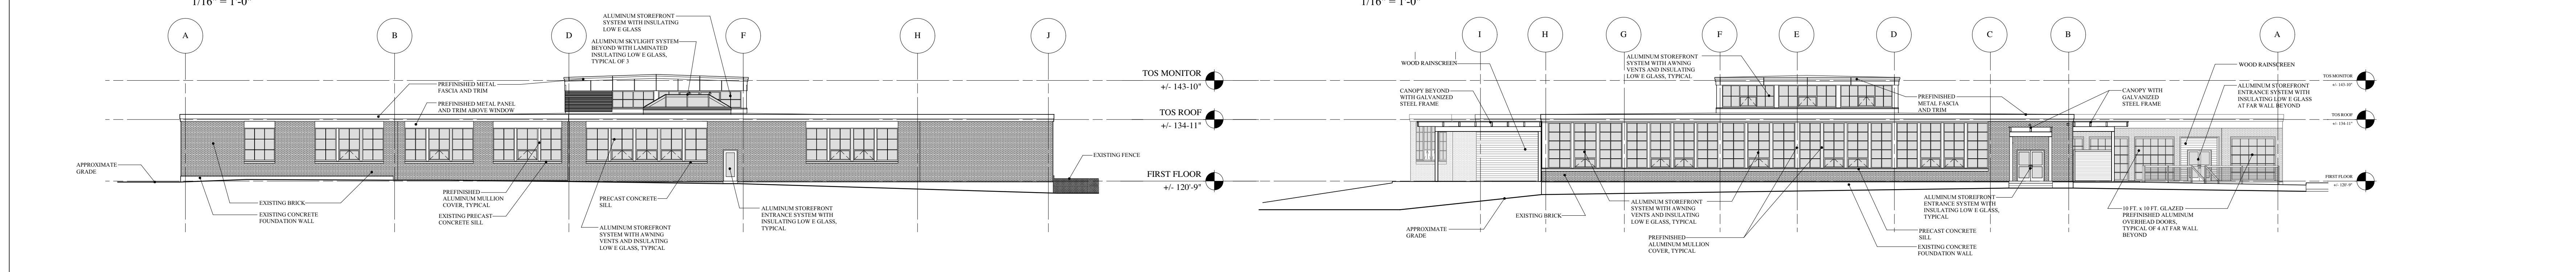 1/16" = 1'-0"
A
B
D
F
H
J
ALUMINUM STOREFRONT
SYSTEM WITH INSULATING
LOW E GLASS
ALUMINUM SKYLIGHT SYSTEM
BEYOND WITH LAMINATED
INSULATING LOW E GLASS,
TYPICAL OF 3
PREFINISHED METAL
FASCIA AND TRIM
PREFINISHED METAL PANEL
AND TRIM ABOVE WINDOW
TOS MONITOR
+/- 143-10"
TOS ROOF
+/- 134-11"
FIRST FLOOR
+/- 120'-9"
APPROXIMATE
GRADE
EXISTING FENCE
EXISTING BRICK
EXISTING CONCRETE
FOUNDATION WALL
PREFINISHED
ALUMINUM MULLION
COVER, TYPICAL
EXISTING PRECAST
CONCRETE SILL
PRECAST CONCRETE
SILL
ALUMINUM STOREFRONT
SYSTEM WITH AWNING
VENTS AND INSULATING
LOW E GLASS, TYPICAL
ALUMINUM STOREFRONT
ENTRANCE SYSTEM WITH
INSULATING LOW E GLASS,
TYPICAL
1/16" = 1'-0"
I
H
G
F
E
D
C
B
A
WOOD RAINSCREEN
CANOPY BEYOND
WITH GALVANIZED
STEEL FRAME
ALUMINUM STOREFRONT
SYSTEM WITH AWNING
VENTS AND INSULATING
LOW E GLASS, TYPICAL
PREFINISHED
METAL FASCIA
AND TRIM
CANOPY WITH
GALVANIZED
STEEL FRAME
WOOD RAINSCREEN
ALUMINUM STOREFRONT
ENTRANCE SYSTEM WITH
INSULATING LOW E GLASS
AT FAR WALL BEYOND
TOS MONITOR
+/- 143-10"
TOS ROOF
+/- 134-11"
FIRST FLOOR
+/- 120'-9"
APPROXIMATE
GRADE
EXISTING BRICK
ALUMINUM STOREFRONT
SYSTEM WITH AWNING
VENTS AND INSULATING
LOW E GLASS, TYPICAL
PREFINISHED
ALUMINUM MULLION
COVER, TYPICAL
ALUMINUM STOREFRONT
ENTRANCE SYSTEM WITH
INSULATING LOW E GLASS,
TYPICAL
PRECAST CONCRETE
SILL
EXISTING CONCRETE
FOUNDATION WALL
10 FT. x 10 FT. GLAZED
PREFINISHED ALUMINUM
OVERHEAD DOORS,
TYPICAL OF 4 AT FAR WALL
BEYOND